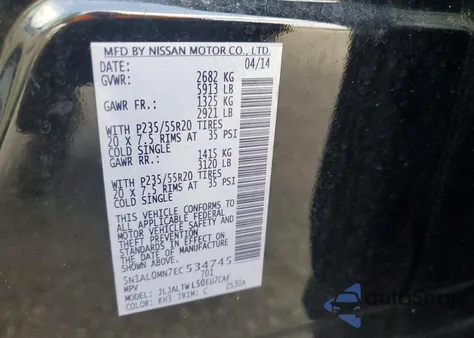 MFD BY NISSAN MOTOR CO., LTD.
DATE: 04/14
GVWR: 2682 KG
5913 LB
GAWR FR.: 1325 KG
2921 LB
WITH P235/55R20 TIRES
20 x 7.5 RIMS AT 35 PSI
COLD SINGLE
GAWR RR.: 1415 KG
3120 LB
WITH P235/55R20 TIRES
20 x 7.5 RIMS AT 35 PSI
COLD SINGLE
THIS VEHICLE CONFORMS TO
ALL APPLICABLE FEDERAL
MOTOR VEHICLE SAFETY
STANDARDS IN EFFECT ON
THE DATE OF MANUFACTURE
SHOWN ABOVE.
5N1AL0MN7EC534745
MPV 701
MODEL:
COLOR: KH3 TRIM: C 2530A
AutoSnap